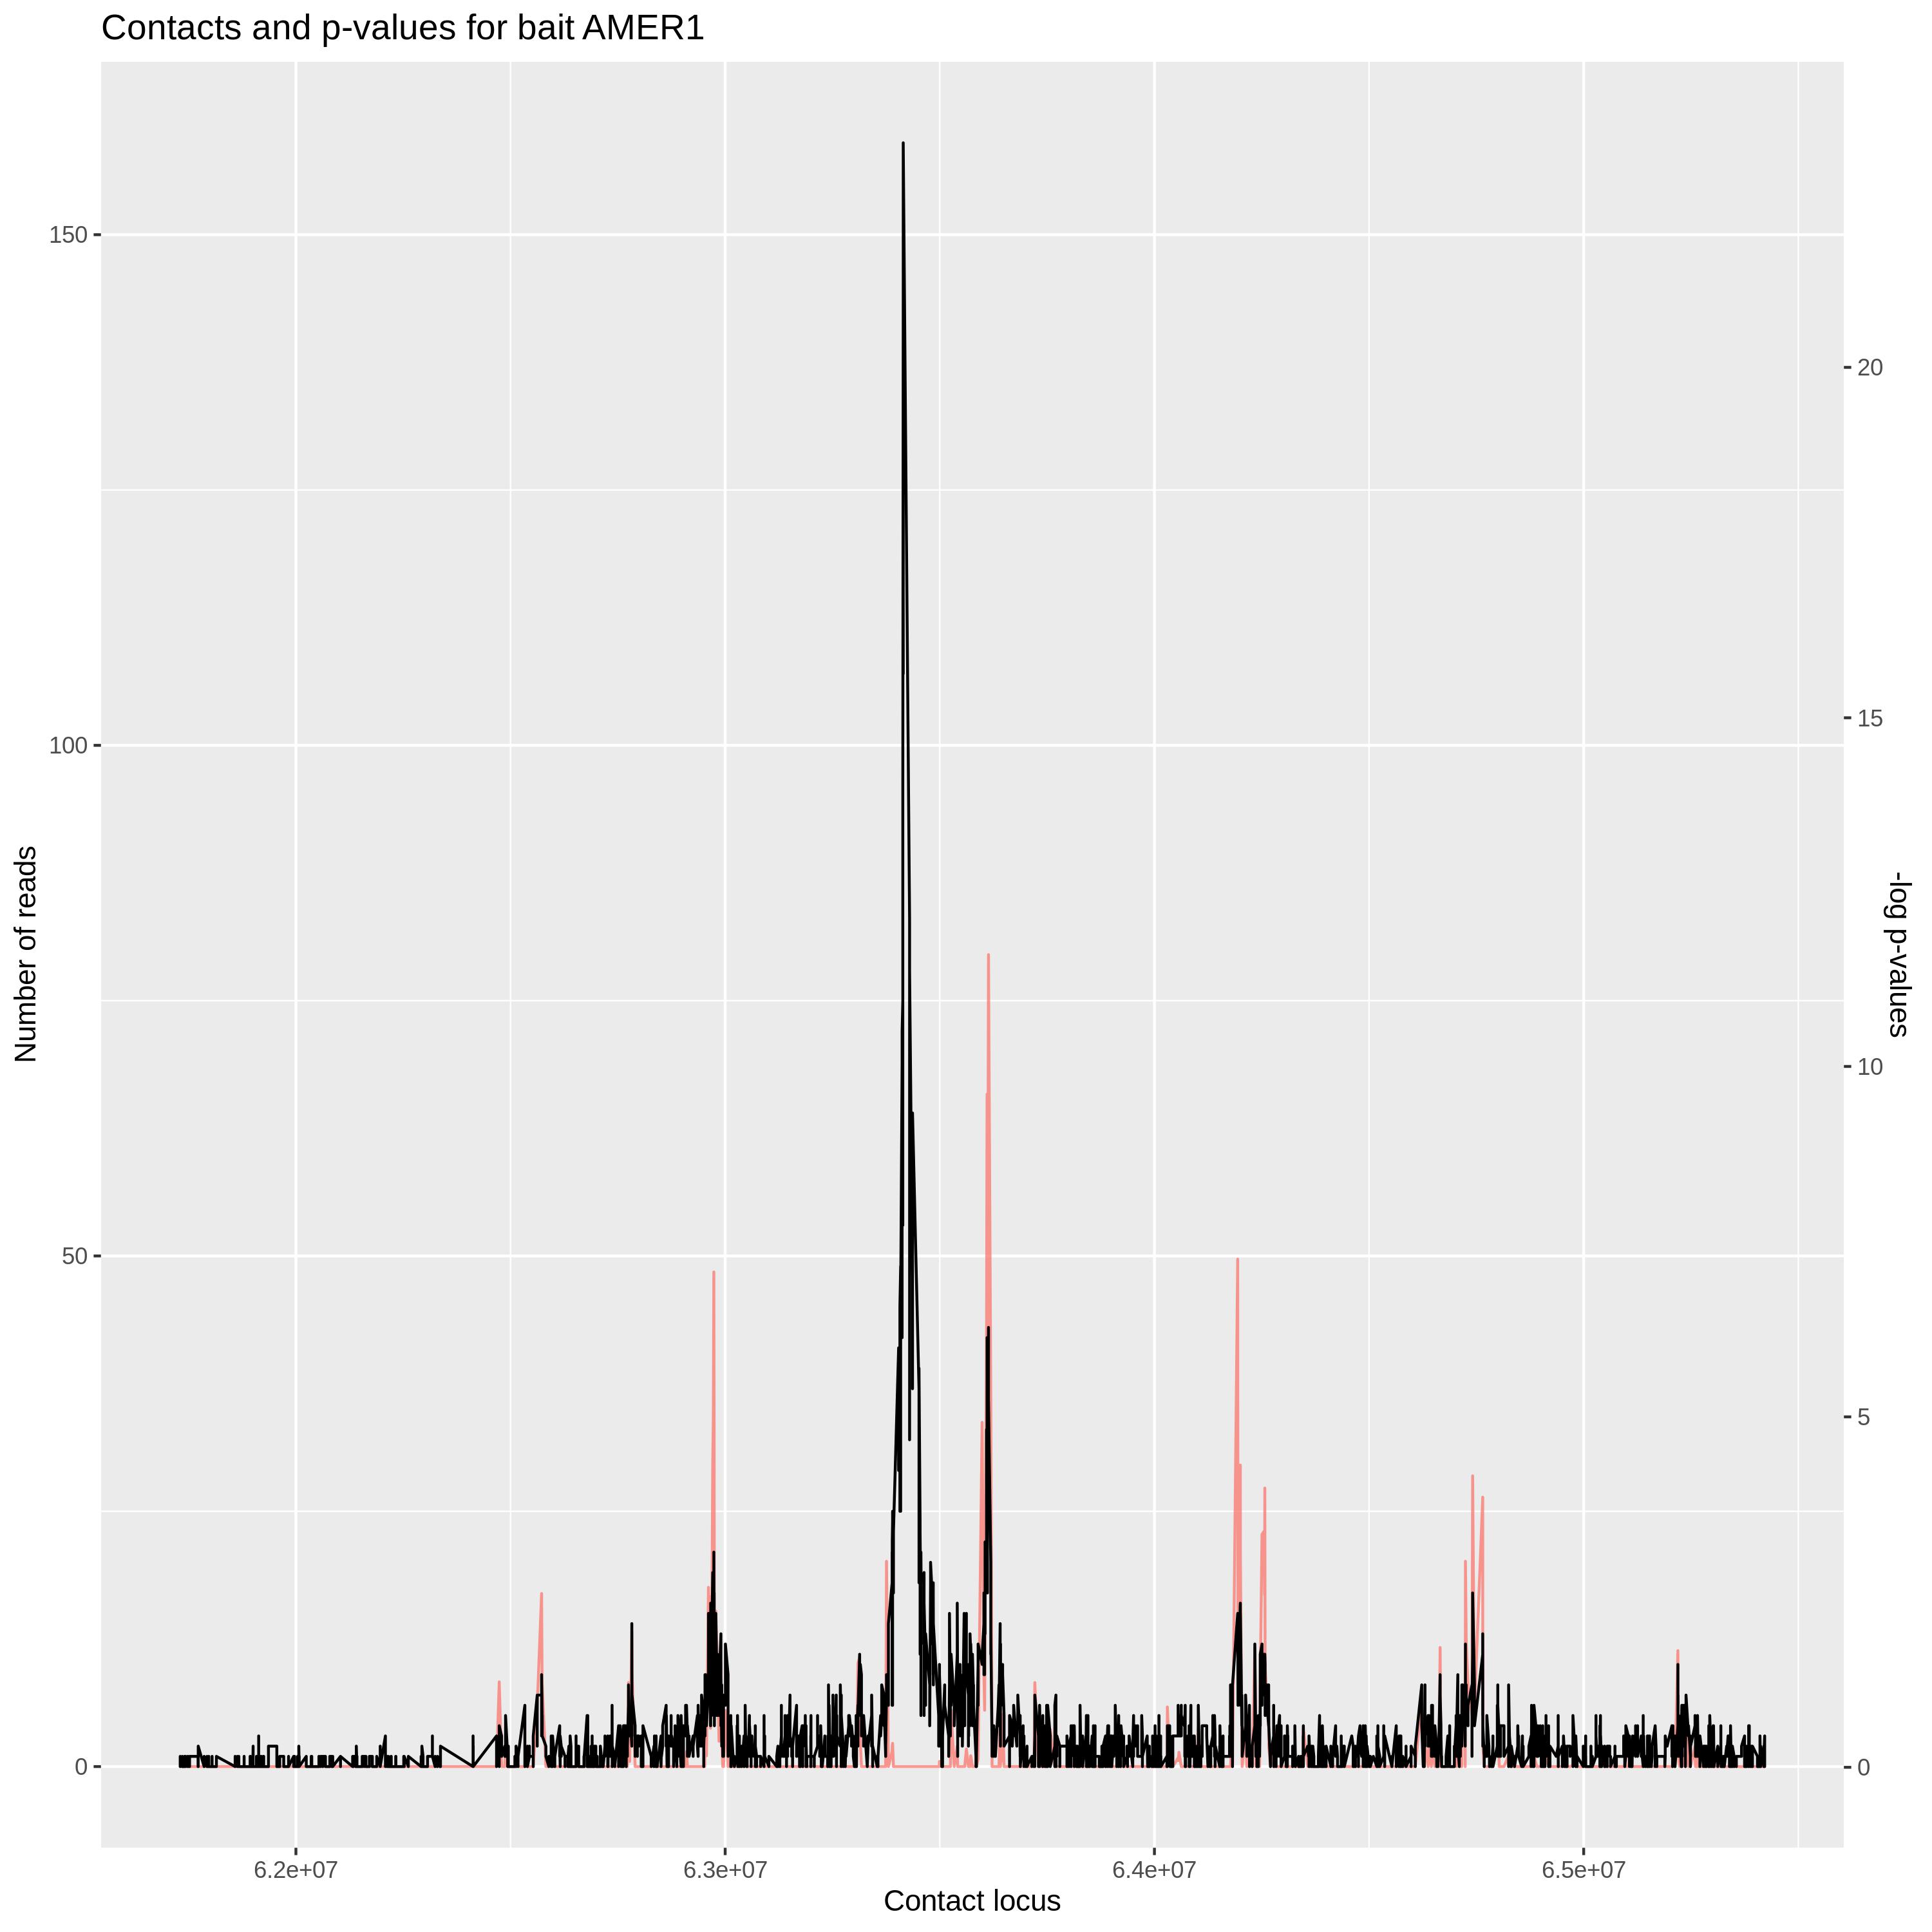 Contacts and p-values for bait AMER1
150
100
50
0
Number of reads
20
15
10
5
0
-log p-values
6.2e+07
6.3e+07
6.4e+07
6.5e+07
Contact locus